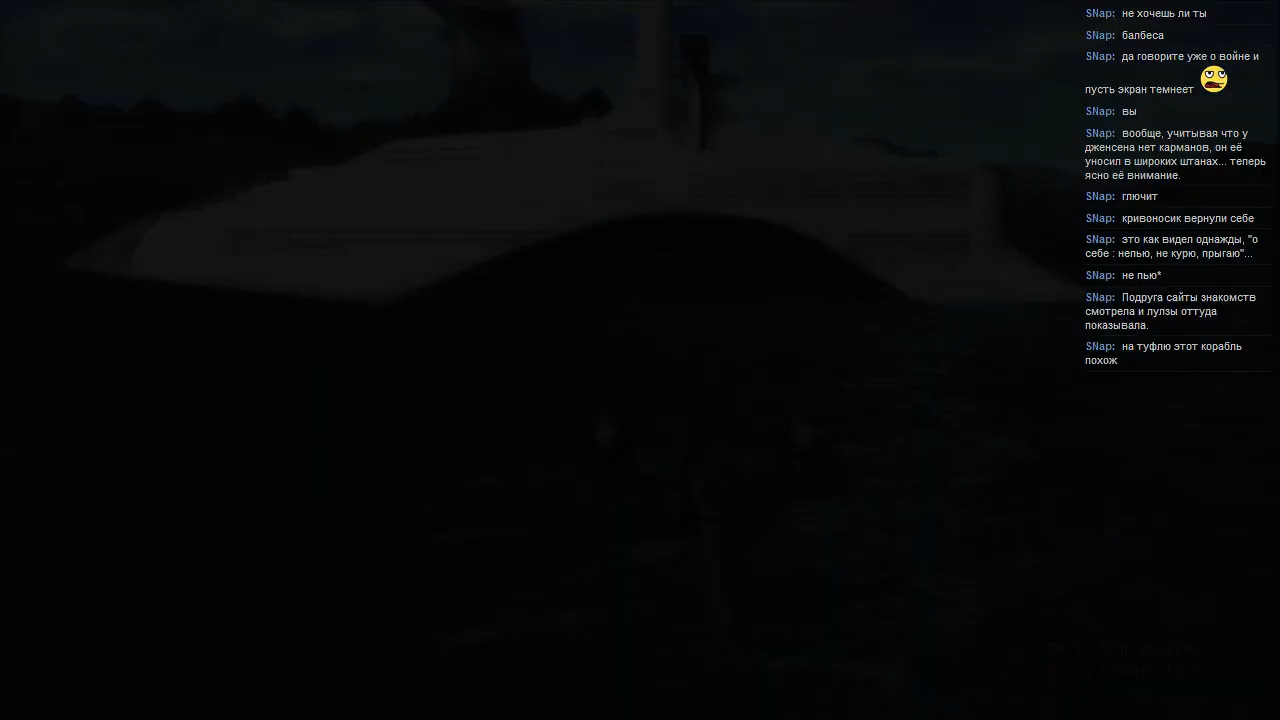 SNap: не хочешь ли ты
SNap: балбеса
SNap: да говорите уже о войне и
пусть экран темнеет
SNap: вы
SNap: вообще, учитывая что у
дженсена нет карманов, он её
уносил в широких штанах... теперь
ясно её внимание.
SNap: глючит
SNap: кривоносик вернули себе
SNap: это как видел однажды, "о
себе : непью, не курю, прыгаю"...
SNap: не пью*
SNap: Подруга сайты знакомств
смотрела и лулзы оттуда
показывала.
SNap: на туфлю этот корабль
похож